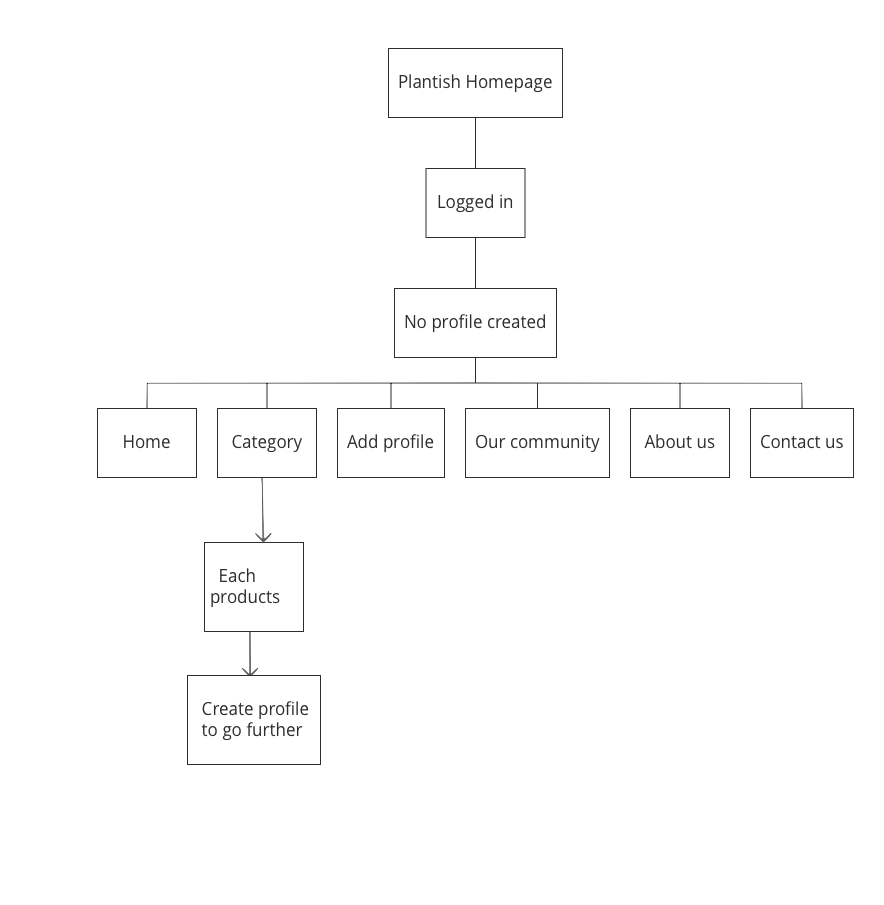 Plantish Homepage
Logged in
No profile created
Home
Category
Add profile
Our community
About us
Contact us
Each
products
Create profile
to go further